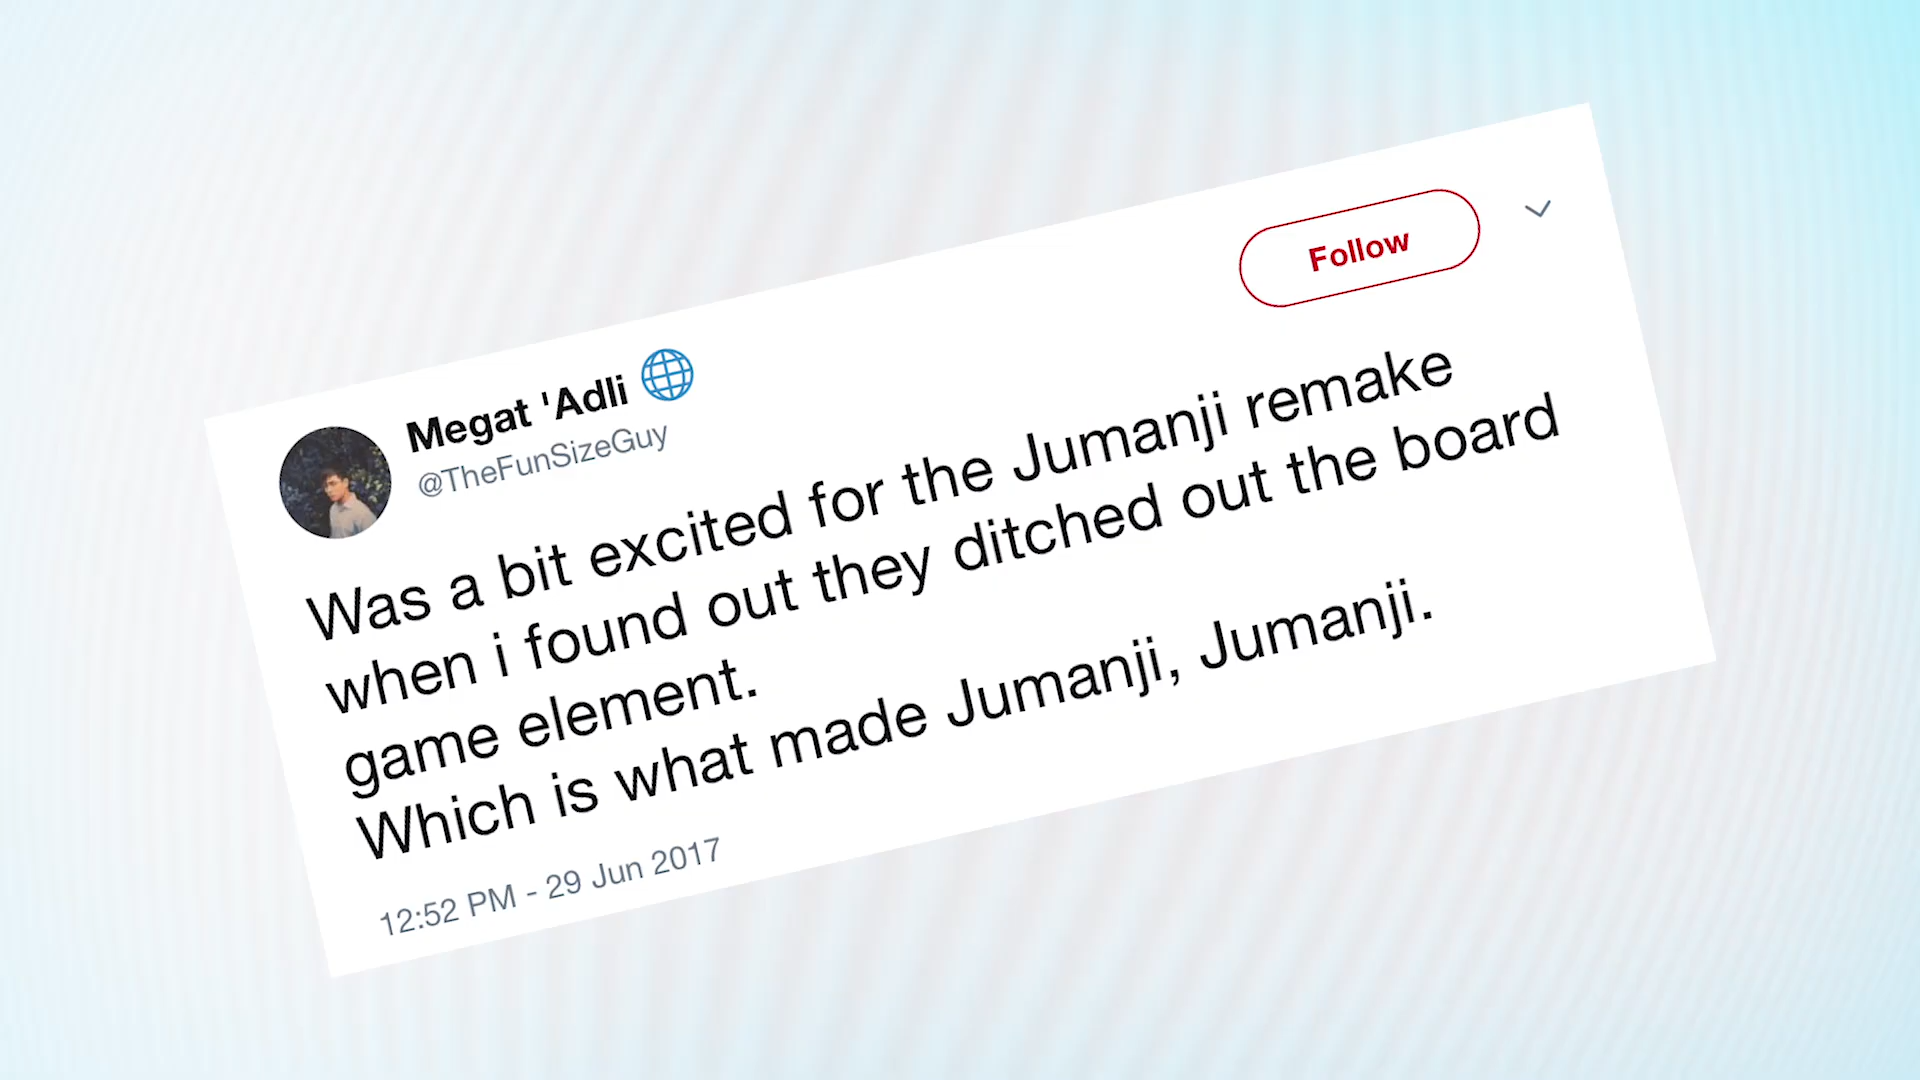 Megat 'Adli
@TheFunSizeGuy
Follow
Was a bit excited for the Jumanji remake
when i found out they ditched out the board
game element.
Which is what made Jumanji, Jumanji.
12:52 PM - 29 Jun 2017